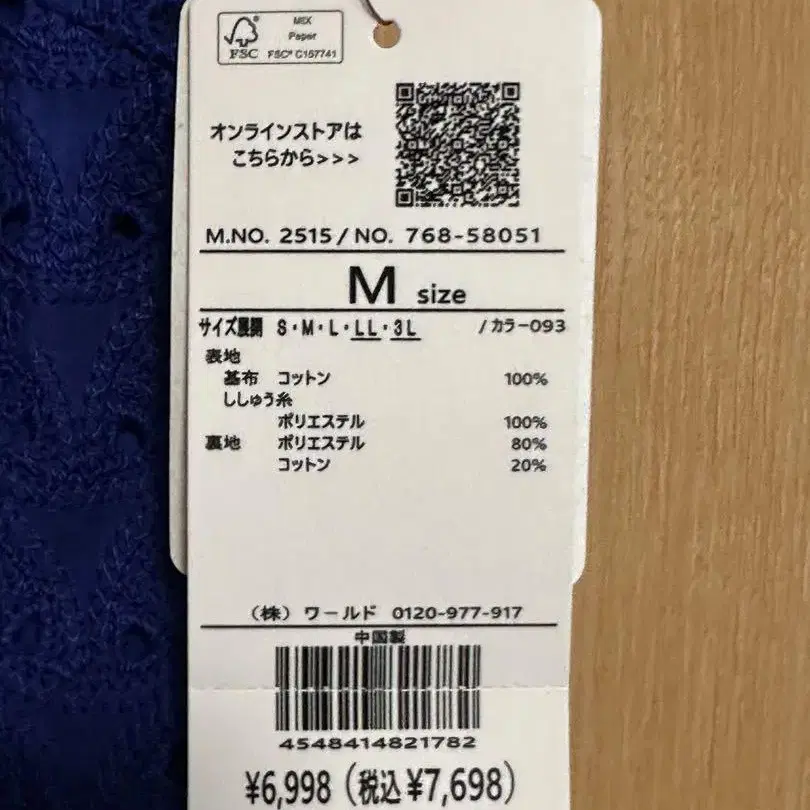 MIX
Paper
FSC
FSC® C157741
オンラインストアは
こちらから>>>
M.NO. 2515 / NO. 768-58051
M size
サイズ展開 S・M・L・LL・3L /カラー093
表地
基布 コットン 100%
ししゅう糸
ポリエステル 100%
裏地 ポリエステル 80%
コットン 20%
(株) ワールド 0120-977-917
中国製
4548414821782
¥6,998 (税込¥7,698)